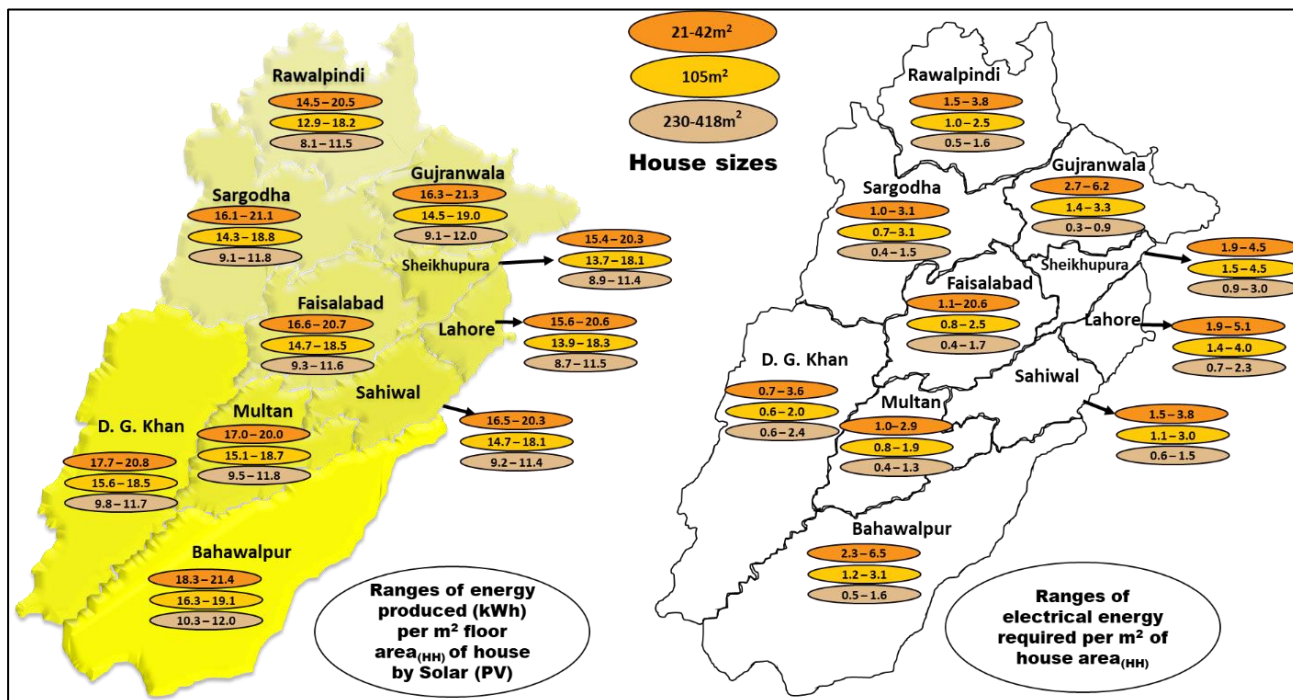 21-42m²
105m²
230-418m²
House sizes
Rawalpindi
14.5–20.5
12.9–18.2
8.1–11.5
Gujranwala
16.3–21.3
14.5–19.0
9.1–12.0
Sargodha
16.1–21.1
14.3–18.8
9.1–11.8
Sheikhupura
15.4–20.3
13.7–18.1
8.9–11.4
Faisalabad
16.6–20.7
14.7–18.5
9.3–11.6
Lahore
15.6–20.6
13.9–18.3
8.7–11.5
Sahiwal
16.5–20.3
14.7–18.1
9.2–11.4
Multan
17.0–20.0
15.1–18.7
9.5–11.8
D. G. Khan
17.7–20.8
15.6–18.5
9.8–11.7
Bahawalpur
18.3–21.4
16.3–19.1
10.3–12.0
Ranges of energy
produced (kWh)
per m² floor
area(HH) of house
by Solar (PV)
Rawalpindi
1.5–3.8
1.0–2.5
0.5–1.6
Gujranwala
2.7–6.2
1.4–3.3
0.3–0.9
Sargodha
1.0–3.1
0.7–3.1
0.4–1.5
Sheikhupura
1.9–4.5
1.5–4.5
0.9–3.0
Faisalabad
1.1–20.6
0.8–2.5
0.4–1.7
Lahore
1.9–5.1
1.4–4.0
0.7–2.3
D. G. Khan
0.7–3.6
0.6–2.0
0.6–2.4
Sahiwal
1.5–3.8
1.1–3.0
0.6–1.5
Multan
1.0–2.9
0.8–1.9
0.4–1.3
Bahawalpur
2.3–6.5
1.2–3.1
0.5–1.6
Ranges of
electrical energy
required per m² of
house area(HH)